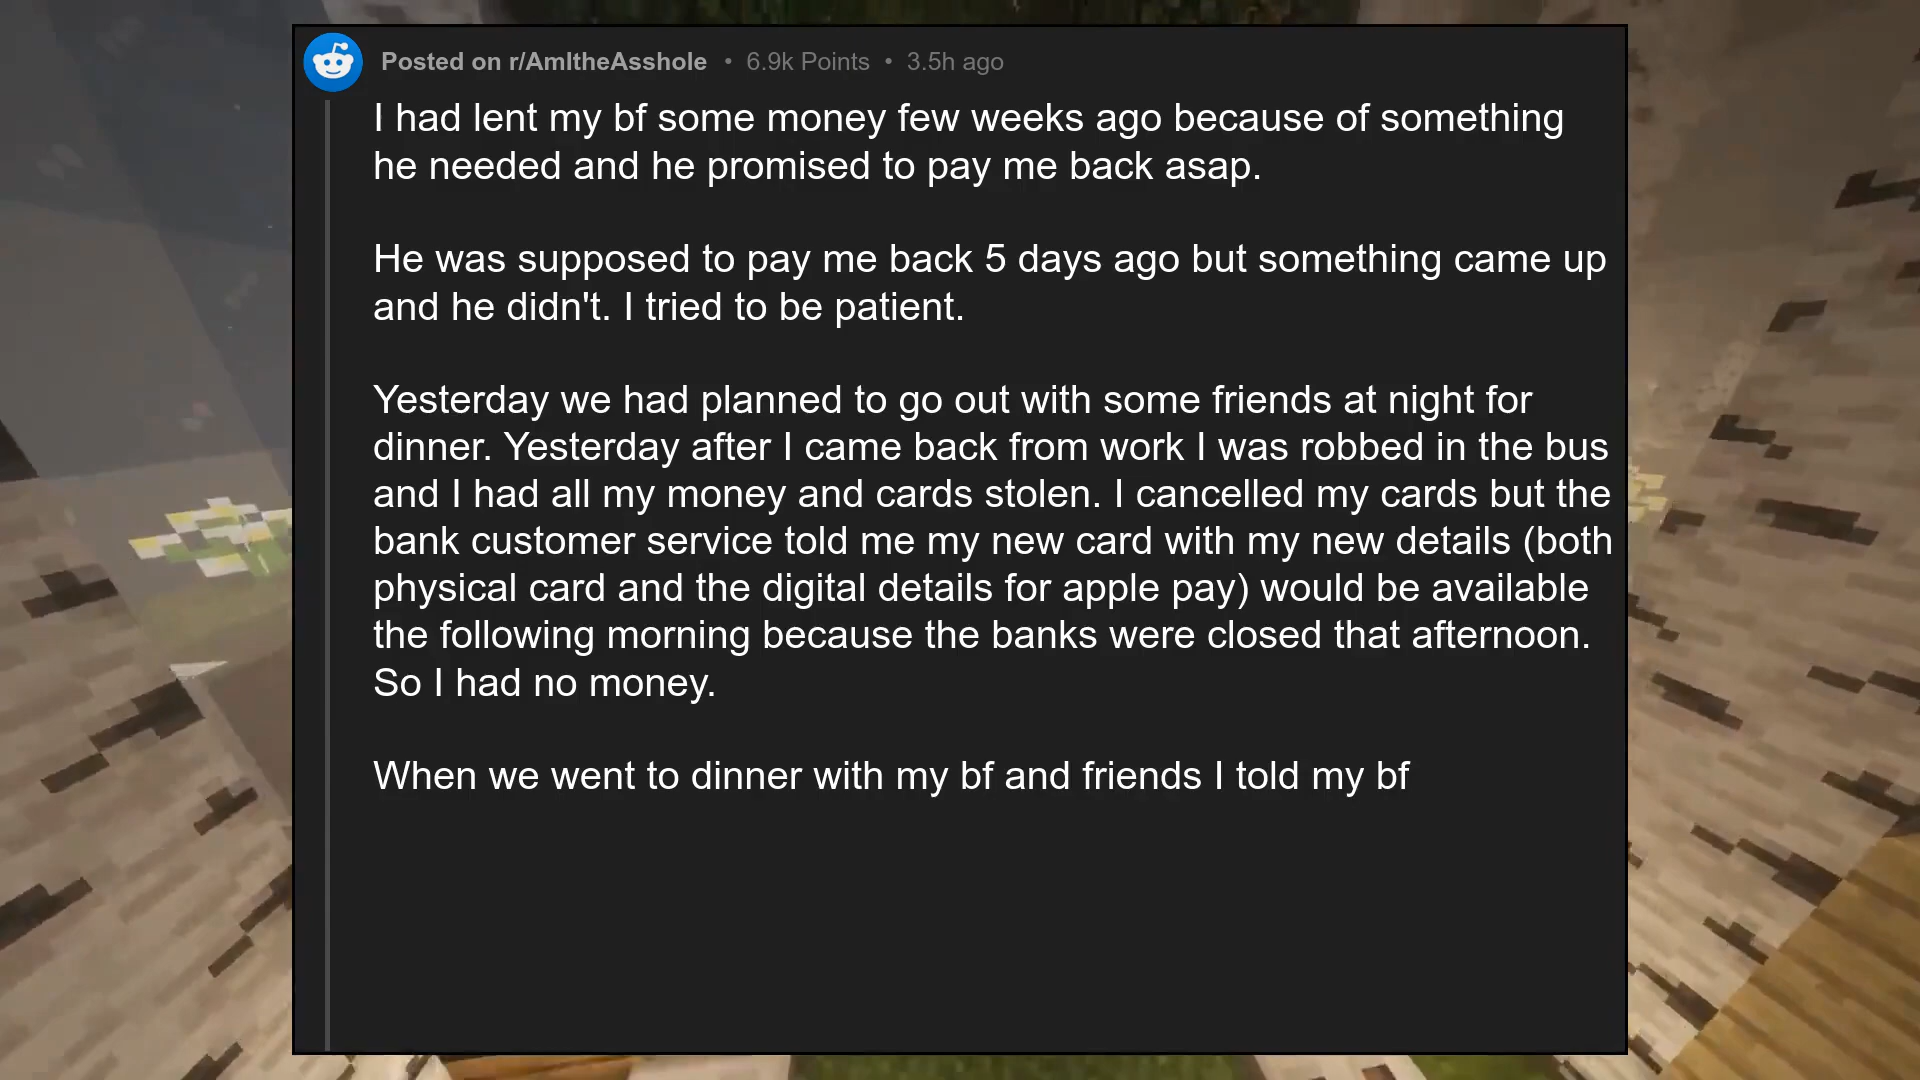 Posted on r/AmItheAsshole • 6.9k Points • 3.5h ago
I had lent my bf some money few weeks ago because of something
he needed and he promised to pay me back asap.
He was supposed to pay me back 5 days ago but something came up
and he didn't. I tried to be patient.
Yesterday we had planned to go out with some friends at night for
dinner. Yesterday after I came back from work I was robbed in the bus
and I had all my money and cards stolen. I cancelled my cards but the
bank customer service told me my new card with my new details (both
physical card and the digital details for apple pay) would be available
the following morning because the banks were closed that afternoon.
So I had no money.
When we went to dinner with my bf and friends I told my bf